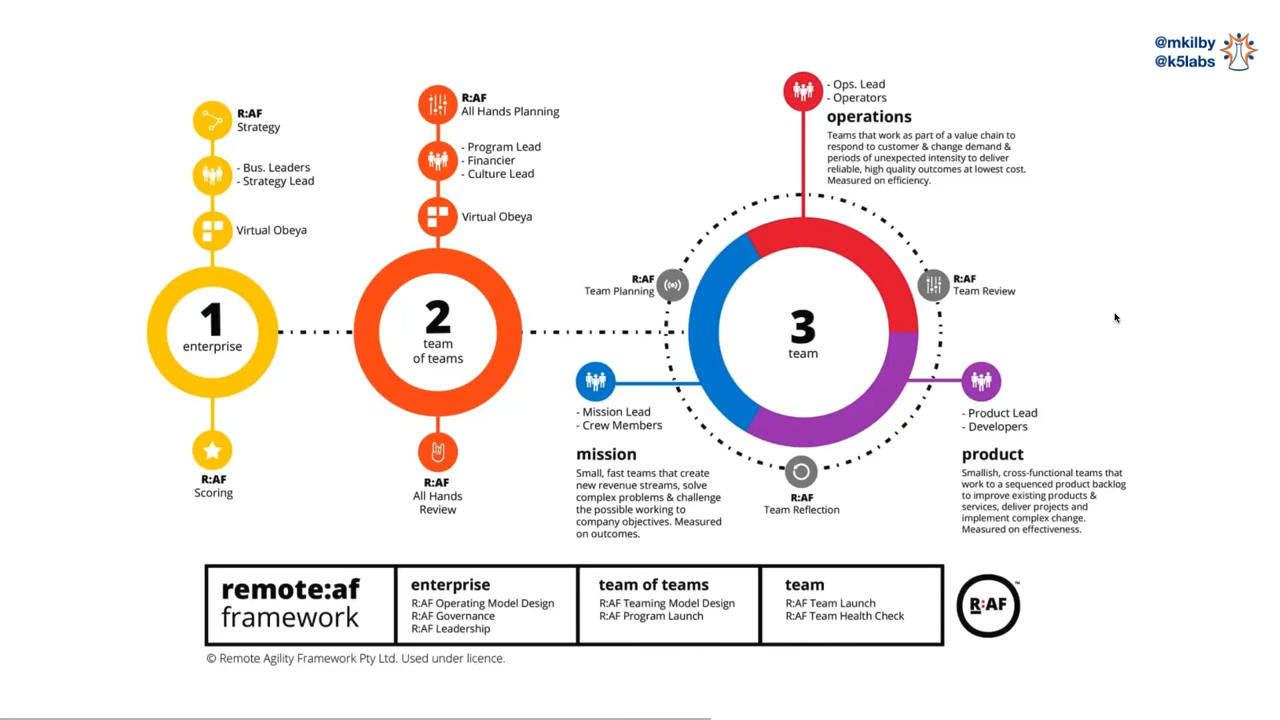 @mkilby
@k5labs
R:AF
Strategy
- Bus. Leaders
- Strategy Lead
Virtual Obeya
1
enterprise
R:AF
Scoring
R:AF
All Hands Planning
- Program Lead
- Financier
- Culture Lead
Virtual Obeya
2
team
of teams
R:AF
All Hands
Review
- Ops. Lead
- Operators
operations
Teams that work as part of a value chain to
respond to customer & change demand &
periods of unexpected intensity to deliver
reliable, high quality outcomes at lowest cost.
Measured on efficiency.
R:AF
Team Planning
R:AF
Team Review
3
team
- Mission Lead
- Crew Members
mission
Small, fast teams that create
new revenue streams, solve
complex problems & challenge
the possible working to
company objectives. Measured
on outcomes.
R:AF
Team Reflection
- Product Lead
- Developers
product
Smallish, cross-functional teams that
work to a sequenced product backlog
to improve existing products &
services, deliver projects and
implement complex change.
Measured on effectiveness.
remote:af
framework
enterprise
R:AF Operating Model Design
R:AF Governance
R:AF Leadership
team of teams
R:AF Teaming Model Design
R:AF Program Launch
team
R:AF Team Launch
R:AF Team Health Check
R:AF
™
© Remote Agility Framework Pty Ltd. Used under licence.